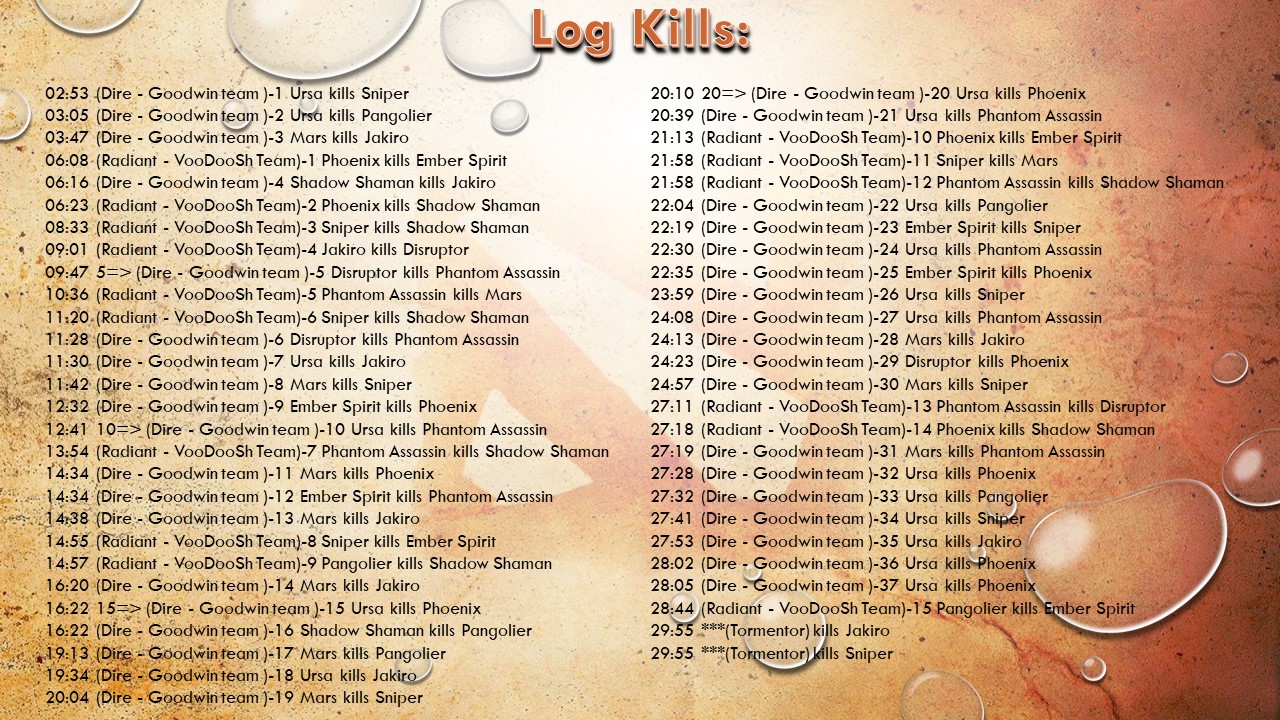 Log Kills:
02:53 (Dire - Goodwin team )-1 Ursa kills Sniper
03:05 (Dire - Goodwin team )-2 Ursa kills Pangolier
03:47 (Dire - Goodwin team )-3 Mars kills Jakiro
06:08 (Radiant - VooDooSh Team)-1 Phoenix kills Ember Spirit
06:16 (Dire - Goodwin team )-4 Shadow Shaman kills Jakiro
06:23 (Radiant - VooDooSh Team)-2 Phoenix kills Shadow Shaman
08:33 (Radiant - VooDooSh Team)-3 Sniper kills Shadow Shaman
09:01 (Radiant - VooDooSh Team)-4 Jakiro kills Disruptor
09:47 5=> (Dire - Goodwin team )-5 Disruptor kills Phantom Assassin
10:36 (Radiant - VooDooSh Team)-5 Phantom Assassin kills Mars
11:20 (Radiant - VooDooSh Team)-6 Sniper kills Shadow Shaman
11:28 (Dire - Goodwin team )-6 Disruptor kills Phantom Assassin
11:30 (Dire - Goodwin team )-7 Ursa kills Jakiro
11:42 (Dire - Goodwin team )-8 Mars kills Sniper
12:32 (Dire - Goodwin team )-9 Ember Spirit kills Phoenix
12:41 10=> (Dire - Goodwin team )-10 Ursa kills Phantom Assassin
13:54 (Radiant - VooDooSh Team)-7 Phantom Assassin kills Shadow Shaman
14:34 (Dire - Goodwin team )-11 Mars kills Phoenix
14:34 (Dire - Goodwin team )-12 Ember Spirit kills Phantom Assassin
14:38 (Dire - Goodwin team )-13 Mars kills Jakiro
14:55 (Radiant - VooDooSh Team)-8 Sniper kills Ember Spirit
14:57 (Radiant - VooDooSh Team)-9 Pangolier kills Shadow Shaman
16:20 (Dire - Goodwin team )-14 Mars kills Jakiro
16:22 15=> (Dire - Goodwin team )-15 Ursa kills Phoenix
16:22 (Dire - Goodwin team )-16 Shadow Shaman kills Pangolier
19:13 (Dire - Goodwin team )-17 Mars kills Pangolier
19:34 (Dire - Goodwin team )-18 Ursa kills Jakiro
20:04 (Dire - Goodwin team )-19 Mars kills Sniper
20:10 20=> (Dire - Goodwin team )-20 Ursa kills Phoenix
20:39 (Dire - Goodwin team )-21 Ursa kills Phantom Assassin
21:13 (Radiant - VooDooSh Team)-10 Phoenix kills Ember Spirit
21:58 (Radiant - VooDooSh Team)-11 Sniper kills Mars
21:58 (Radiant - VooDooSh Team)-12 Phantom Assassin kills Shadow Shaman
22:04 (Dire - Goodwin team )-22 Ursa kills Pangolier
22:19 (Dire - Goodwin team )-23 Ember Spirit kills Sniper
22:30 (Dire - Goodwin team )-24 Ursa kills Phantom Assassin
22:35 (Dire - Goodwin team )-25 Ember Spirit kills Phoenix
23:59 (Dire - Goodwin team )-26 Ursa kills Sniper
24:08 (Dire - Goodwin team )-27 Ursa kills Phantom Assassin
24:13 (Dire - Goodwin team )-28 Mars kills Jakiro
24:23 (Dire - Goodwin team )-29 Disruptor kills Phoenix
24:57 (Dire - Goodwin team )-30 Mars kills Sniper
27:11 (Radiant - VooDooSh Team)-13 Phantom Assassin kills Disruptor
27:18 (Radiant - VooDooSh Team)-14 Phoenix kills Shadow Shaman
27:19 (Dire - Goodwin team )-31 Mars kills Phantom Assassin
27:28 (Dire - Goodwin team )-32 Ursa kills Phoenix
27:32 (Dire - Goodwin team )-33 Ursa kills Pangolier
27:41 (Dire - Goodwin team )-34 Ursa kills Sniper
27:53 (Dire - Goodwin team )-35 Ursa kills Jakiro
28:02 (Dire - Goodwin team )-36 Ursa kills Phoenix
28:05 (Dire - Goodwin team )-37 Ursa kills Phoenix
28:44 (Radiant - VooDooSh Team)-15 Pangolier kills Ember Spirit
29:55 ***(Tormentor) kills Jakiro
29:55 ***(Tormentor) kills Sniper